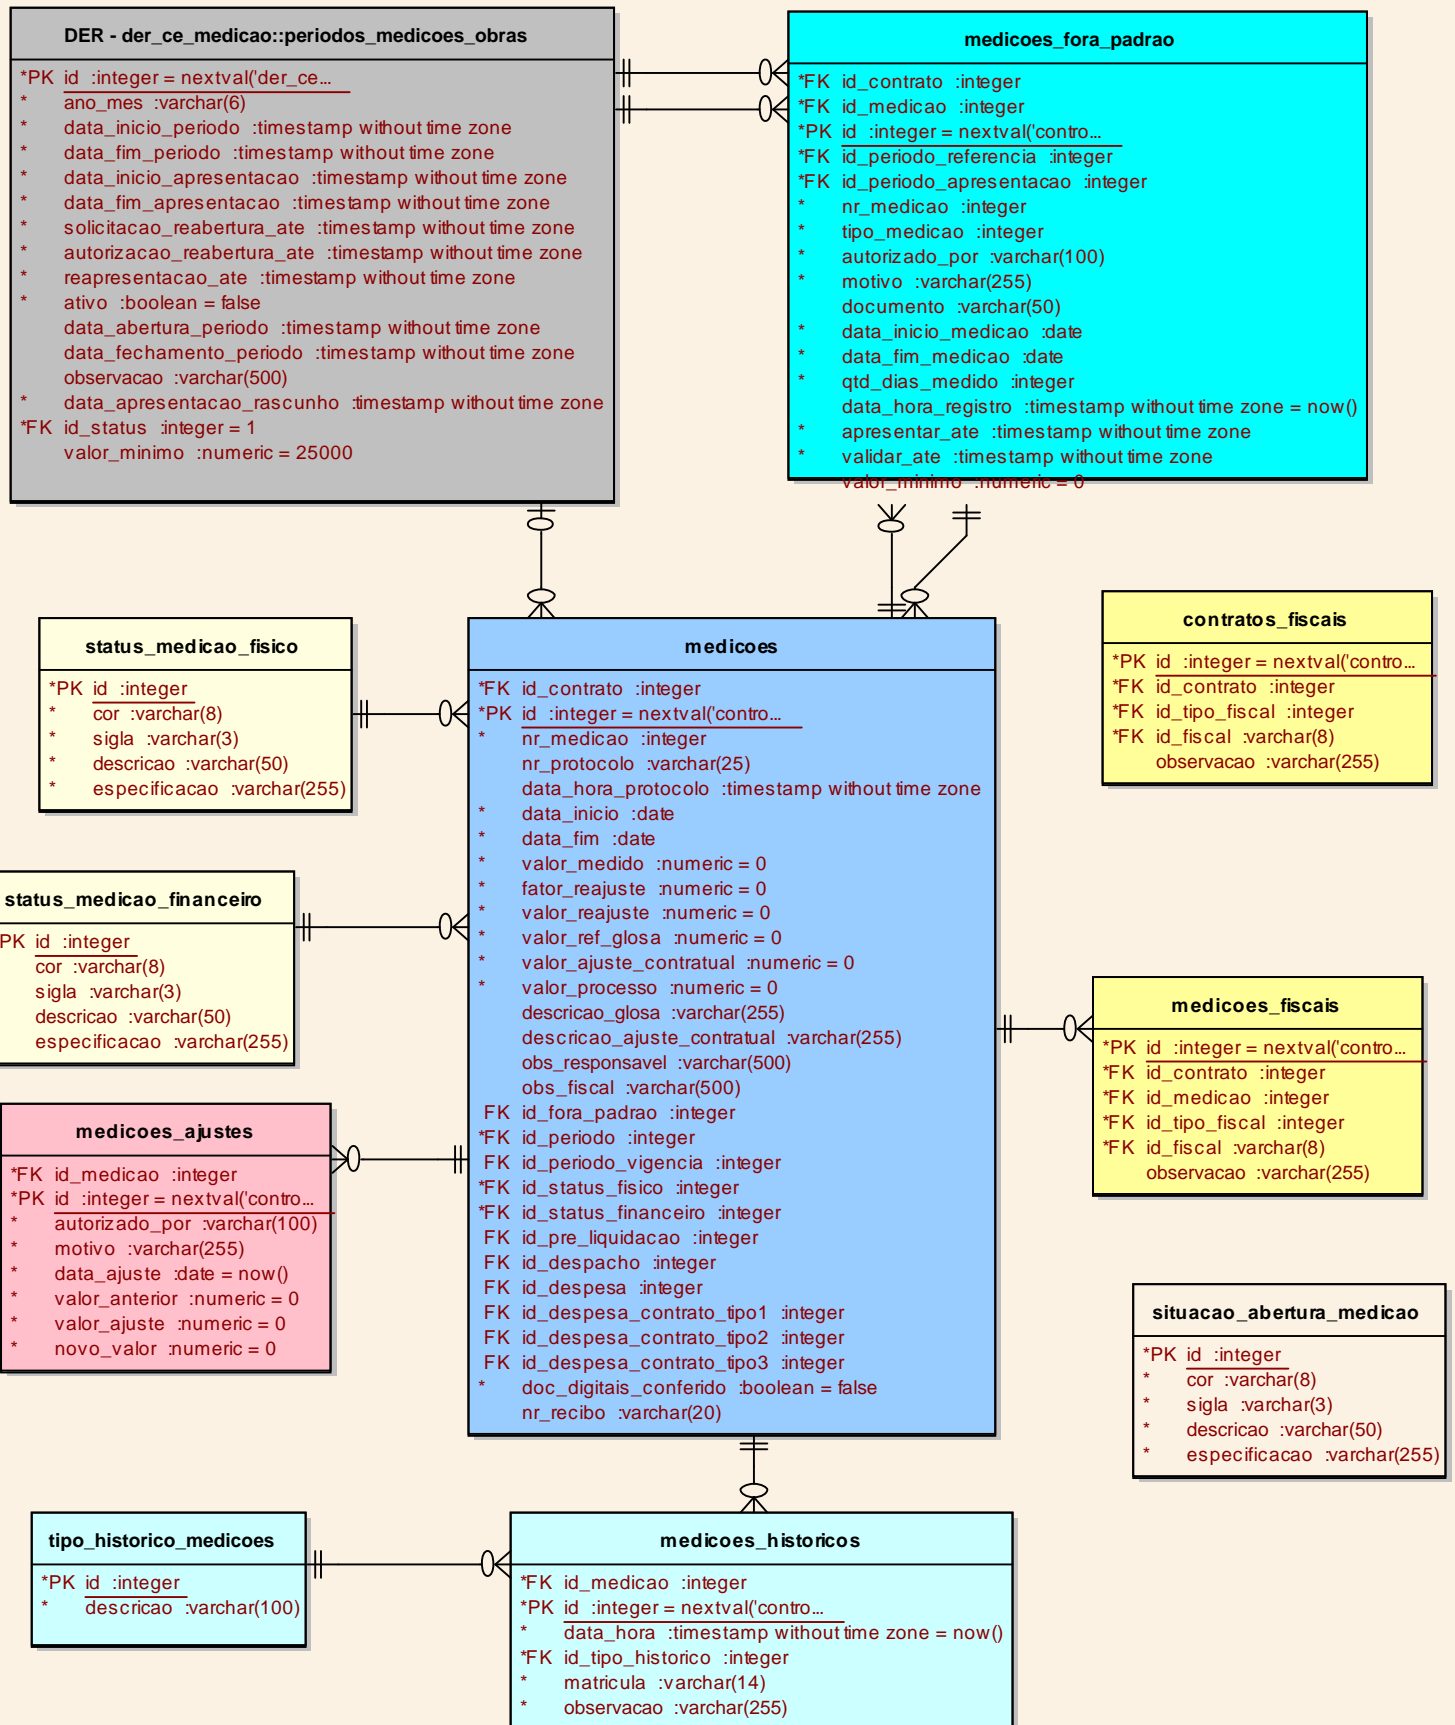 DER - der_ce_medicao::periodos_medicoes_obras
*PK id :integer = nextval('der_ce...
* ano_mes :varchar(6)
* data_inicio_periodo :timestamp without time zone
* data_fim_periodo :timestamp without time zone
* data_inicio_apresentacao :timestamp without time zone
* data_fim_apresentacao :timestamp without time zone
* solicitacao_reabertura_ate :timestamp without time zone
* autorizacao_reabertura_ate :timestamp without time zone
* reapresentacao_ate :timestamp without time zone
* ativo :boolean = false
data_abertura_periodo :timestamp without time zone
data_fechamento_periodo :timestamp without time zone
observacao :varchar(500)
* data_apresentacao_rascunho :timestamp without time zone
*FK id_status :integer = 1
valor_minimo :numeric = 25000
medicoes_fora_padrao
*FK id_contrato :integer
*FK id_medicao :integer
*PK id :integer = nextval('contro...
*FK id_periodo_referencia :integer
*FK id_periodo_apresentacao :integer
* nr_medicao :integer
* tipo_medicao :integer
* autorizado_por :varchar(100)
* motivo :varchar(255)
documento :varchar(50)
* data_inicio_medicao :date
* data_fim_medicao :date
* qtd_dias_medido :integer
data_hora_registro :timestamp without time zone = now()
* apresentar_ate :timestamp without time zone
* validar_ate :timestamp without time zone
valor_minimo :numeric = 0
status_medicao_fisico
*PK id :integer
* cor :varchar(8)
* sigla :varchar(3)
* descricao :varchar(50)
* especificacao :varchar(255)
medicoes
*FK id_contrato :integer
*PK id :integer = nextval('contro...
* nr_medicao :integer
nr_protocolo :varchar(25)
data_hora_protocolo :timestamp without time zone
* data_inicio :date
* data_fim :date
* valor_medido :numeric = 0
* fator_reajuste :numeric = 0
* valor_reajuste :numeric = 0
* valor_ref_glosa :numeric = 0
* valor_ajuste_contratual :numeric = 0
* valor_processo :numeric = 0
descricao_glosa :varchar(255)
descricao_ajuste_contratual :varchar(255)
obs_responsavel :varchar(500)
obs_fiscal :varchar(500)
FK id_fora_padrao :integer
*FK id_periodo :integer
FK id_periodo_vigencia :integer
*FK id_status_fisico :integer
*FK id_status_financeiro :integer
FK id_pre_liquidacao :integer
FK id_despacho :integer
FK id_despesa :integer
FK id_despesa_contrato_tipo1 :integer
FK id_despesa_contrato_tipo2 :integer
FK id_despesa_contrato_tipo3 :integer
* doc_digitais_conferido :boolean = false
nr_recibo :varchar(20)
contratos_fiscais
*PK id :integer = nextval('contro...
*FK id_contrato :integer
*FK id_tipo_fiscal :integer
*FK id_fiscal :varchar(8)
observacao :varchar(255)
status_medicao_financeiro
PK id :integer
cor :varchar(8)
sigla :varchar(3)
descricao :varchar(50)
especificacao :varchar(255)
medicoes_fiscais
*PK id :integer = nextval('contro...
*FK id_contrato :integer
*FK id_medicao :integer
*FK id_tipo_fiscal :integer
*FK id_fiscal :varchar(8)
observacao :varchar(255)
medicoes_ajustes
*FK id_medicao :integer
*PK id :integer = nextval('contro...
* autorizado_por :varchar(100)
* motivo :varchar(255)
* data_ajuste :date = now()
* valor_anterior :numeric = 0
* valor_ajuste :numeric = 0
* novo_valor :numeric = 0
situacao_abertura_medicao
*PK id :integer
* cor :varchar(8)
* sigla :varchar(3)
* descricao :varchar(50)
* especificacao :varchar(255)
tipo_historico_medicoes
*PK id :integer
* descricao :varchar(100)
medicoes_historicos
*FK id_medicao :integer
*PK id :integer = nextval('contro...
* data_hora :timestamp without time zone = now()
*FK id_tipo_historico :integer
* matricula :varchar(14)
* observacao :varchar(255)